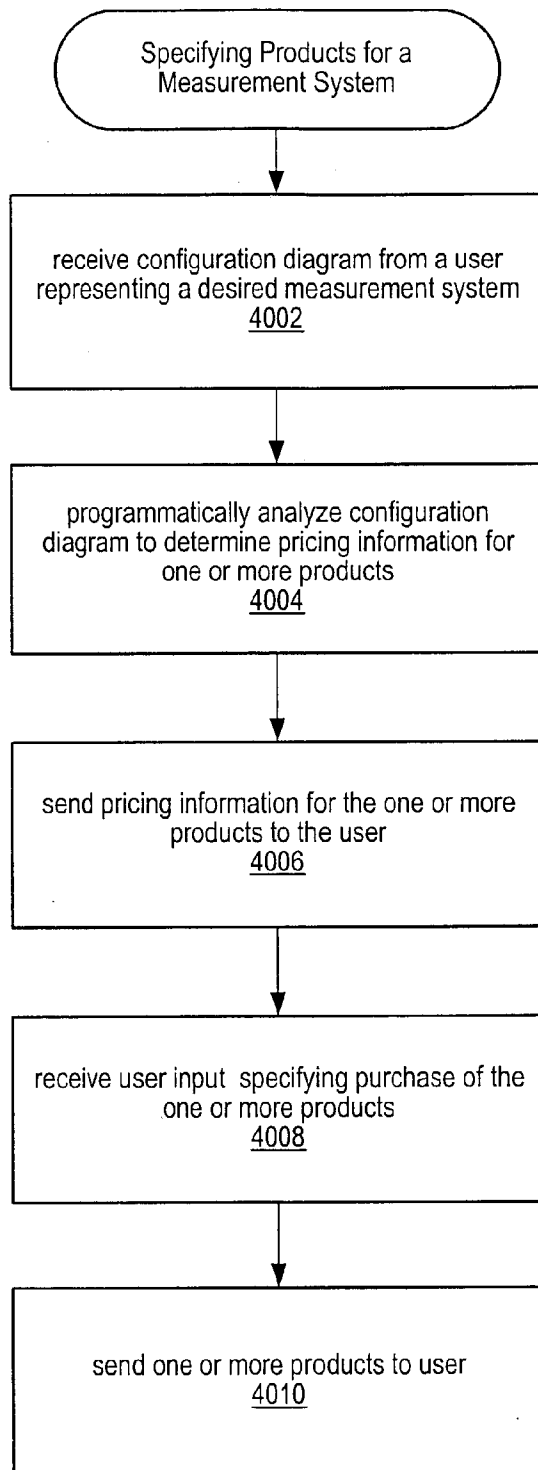 Specifying Products for a
Measurement System
receive configuration diagram from a user
representing a desired measurement system
4002
programmatically analyze configuration
diagram to determine pricing information for
one or more products
4004
send pricing information for the one or more
products to the user
4006
receive user input specifying purchase of the
one or more products
4008
send one or more products to user
4010